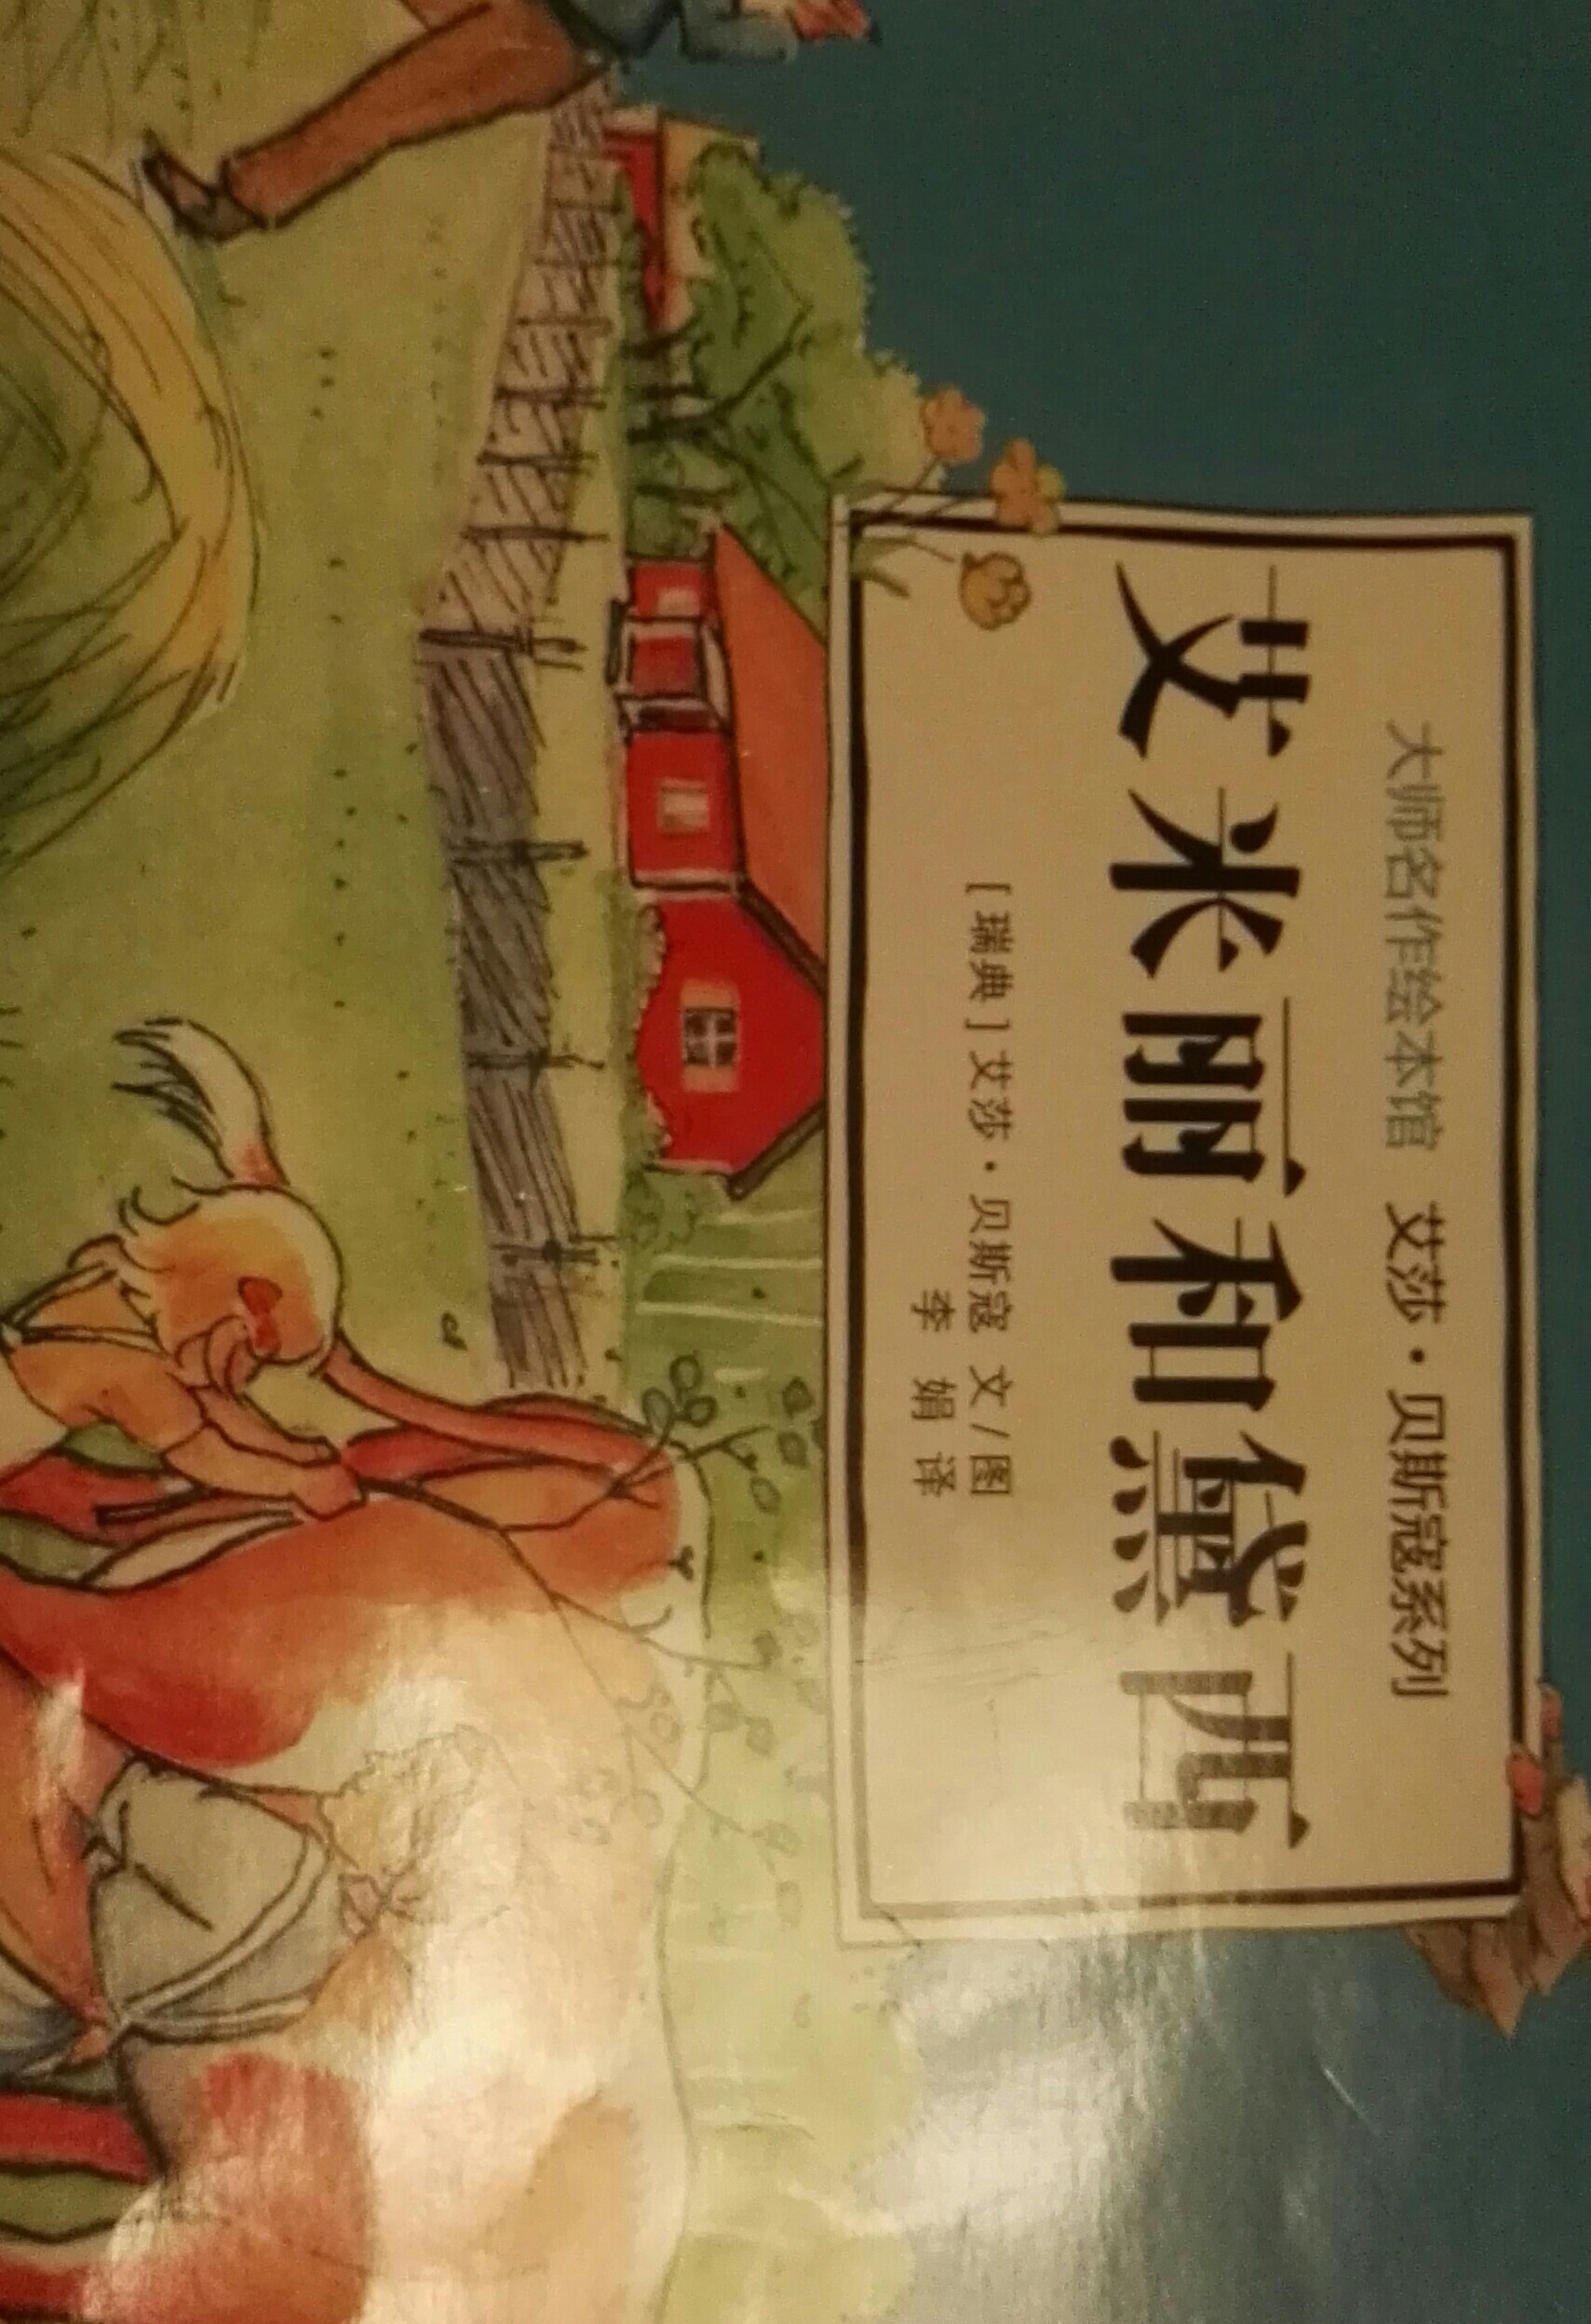 大师名作绘本馆 艾莎·贝斯寇系列
艾米丽和黛西
[瑞典]艾莎·贝斯寇 文/图
李 娟 译